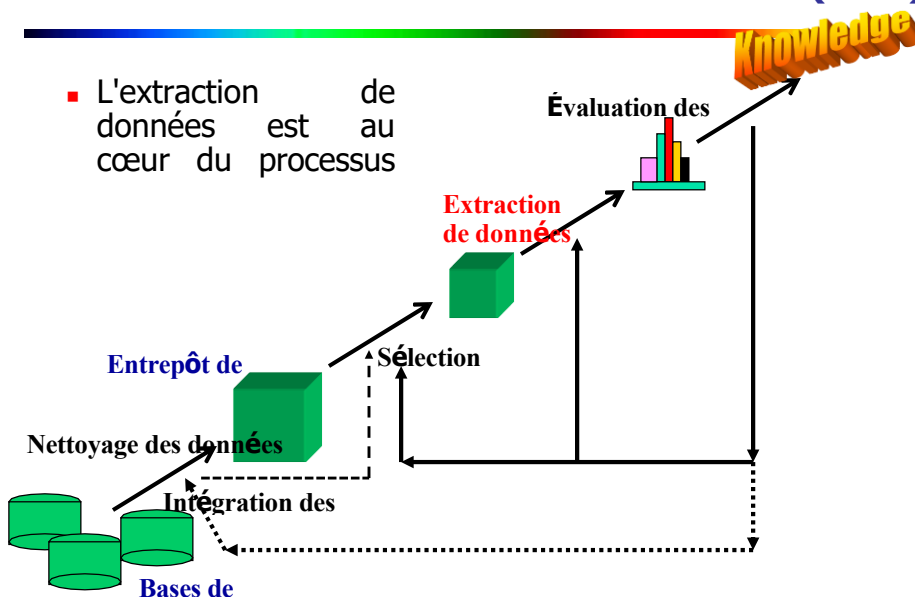 Knowledge
L'extraction de
données est au
cœur du processus
Évaluation des
Extraction
de données
Sélection
Entrepôt de
Nettoyage des données
Intégration des
Bases de